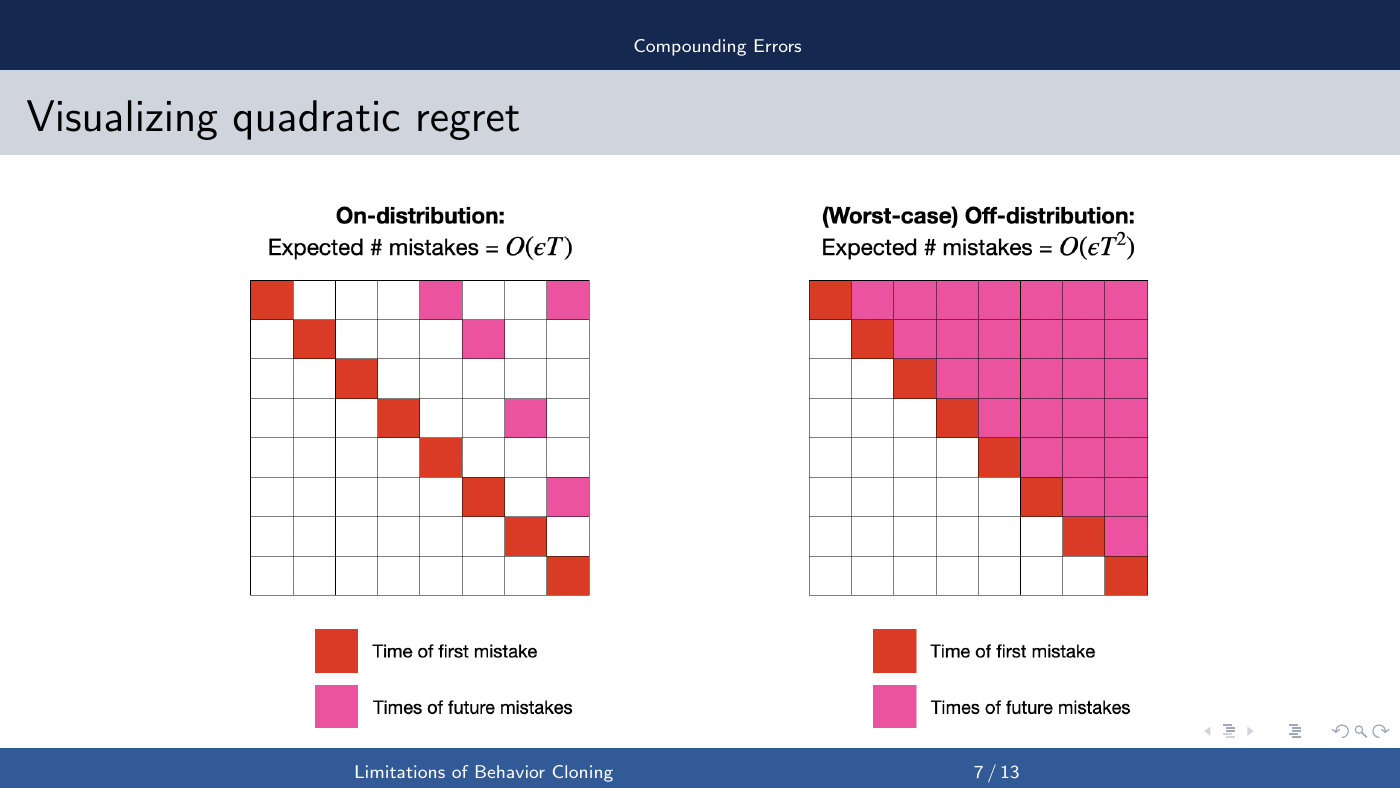 Compounding Errors
Visualizing quadratic regret
On-distribution:
Expected # mistakes = O(ϵT)
(Worst-case) Off-distribution:
Expected # mistakes = O(ϵT²)
Time of first mistake
Times of future mistakes
Time of first mistake
Times of future mistakes
Limitations of Behavior Cloning
7 / 13